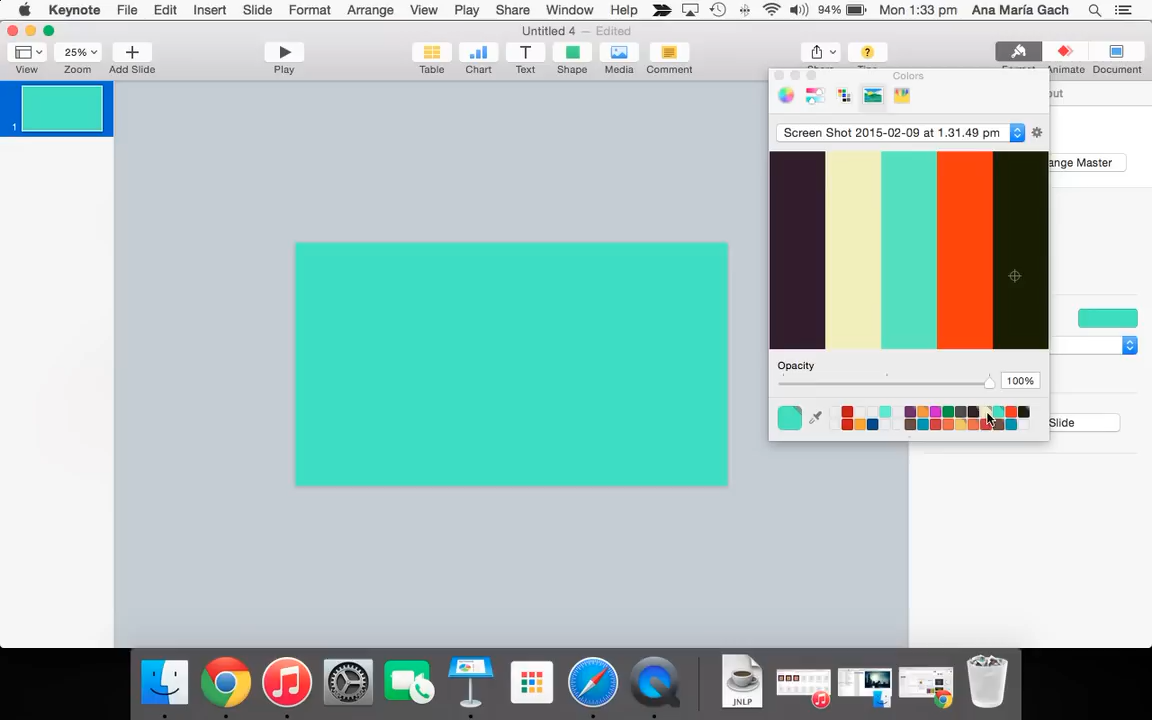 Keynote File Edit Insert Slide Format Arrange View Play Share Window Help 94% Mon 1:33 pm Ana María Gach
Untitled 4 — Edited
25%
View Zoom Add Slide Play Table Chart Text Shape Media Comment Animate Document
Colors
Screen Shot 2015-02-09 at 1.31.49 pm
ange Master
Opacity
100%
Slide
1
JNLP